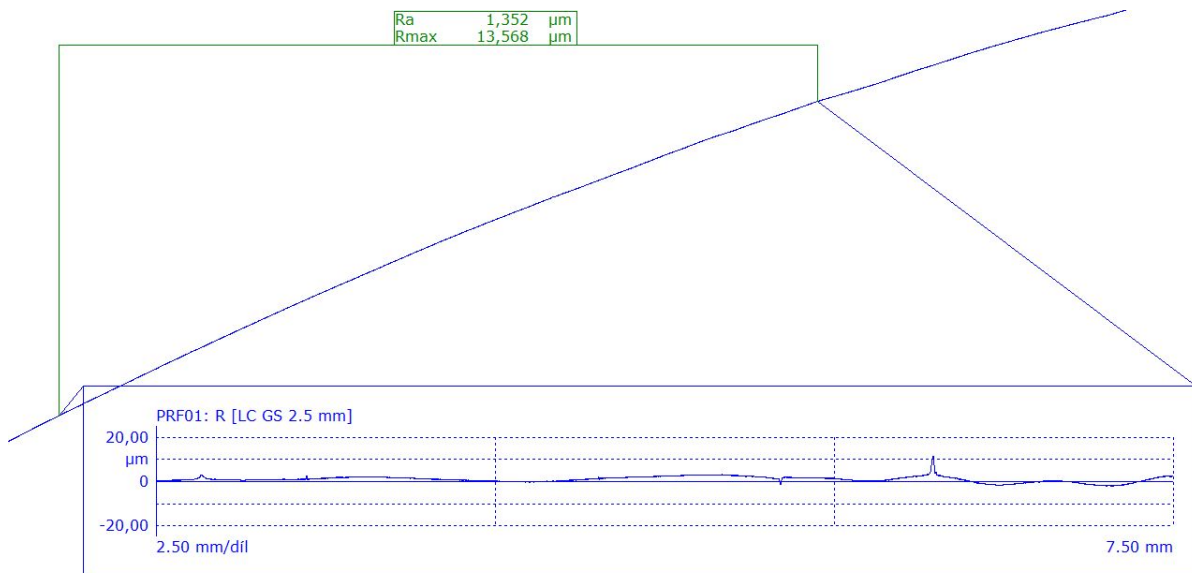 Ra 1,352 µm
Rmax 13,568 µm
PRF01: R [LC GS 2.5 mm]
20,00
µm
0
-20,00
2.50 mm/díl 7.50 mm